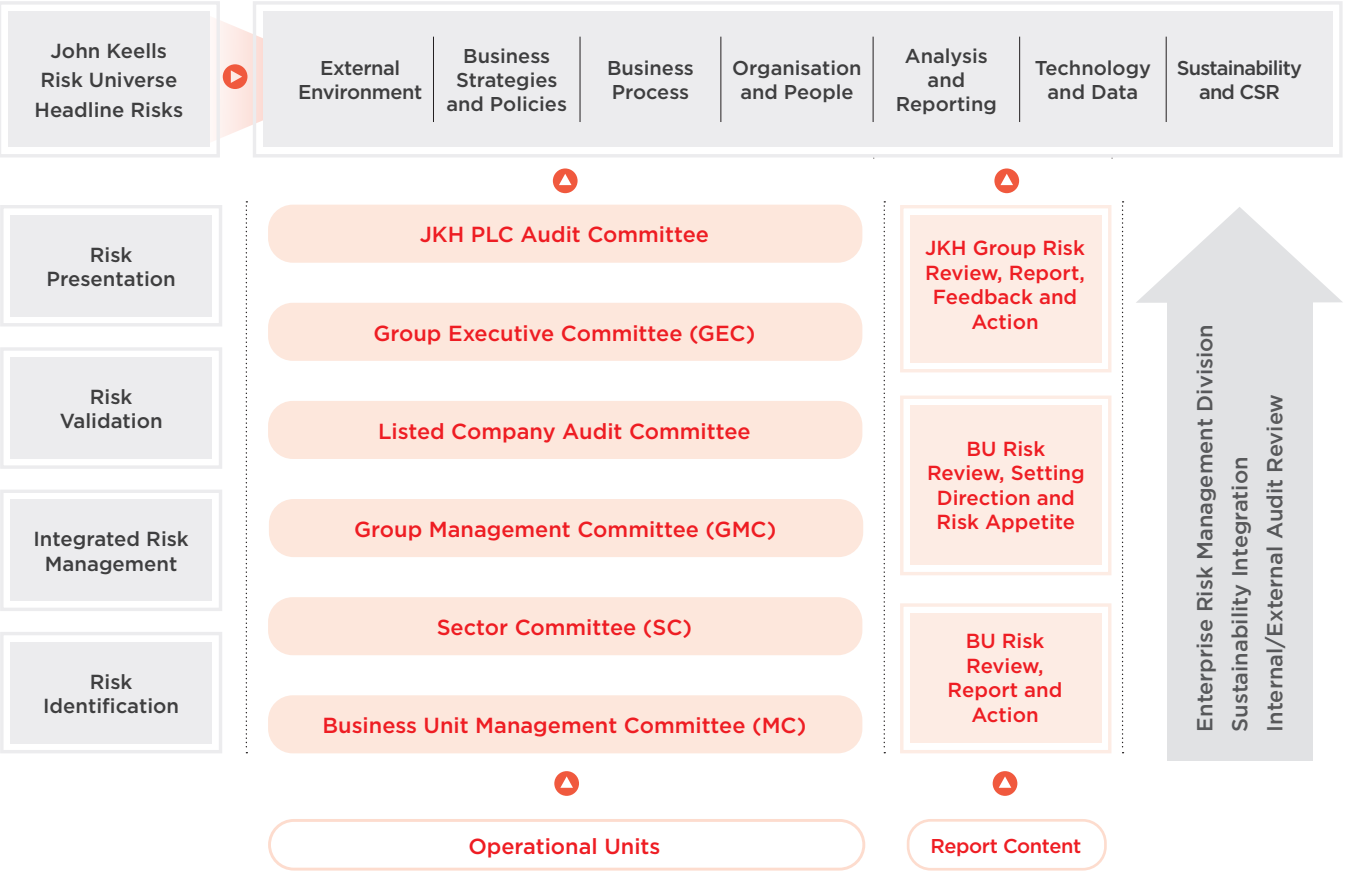 John Keells
Risk Universe
Headline Risks
External
Environment
Business
Strategies
and Policies
Business
Process
Organisation
and People
Analysis
and
Reporting
Technology
and Data
Sustainability
and CSR
Risk
Presentation
Risk
Validation
Integrated Risk
Management
Risk
Identification
JKH PLC Audit Committee
Group Executive Committee (GEC)
Listed Company Audit Committee
Group Management Committee (GMC)
Sector Committee (SC)
Business Unit Management Committee (MC)
Operational Units
JKH Group Risk
Review, Report,
Feedback and
Action
BU Risk
Review, Setting
Direction and
Risk Appetite
BU Risk
Review,
Report and
Action
Report Content
Enterprise Risk Management Division
Sustainability Integration
Internal/External Audit Review